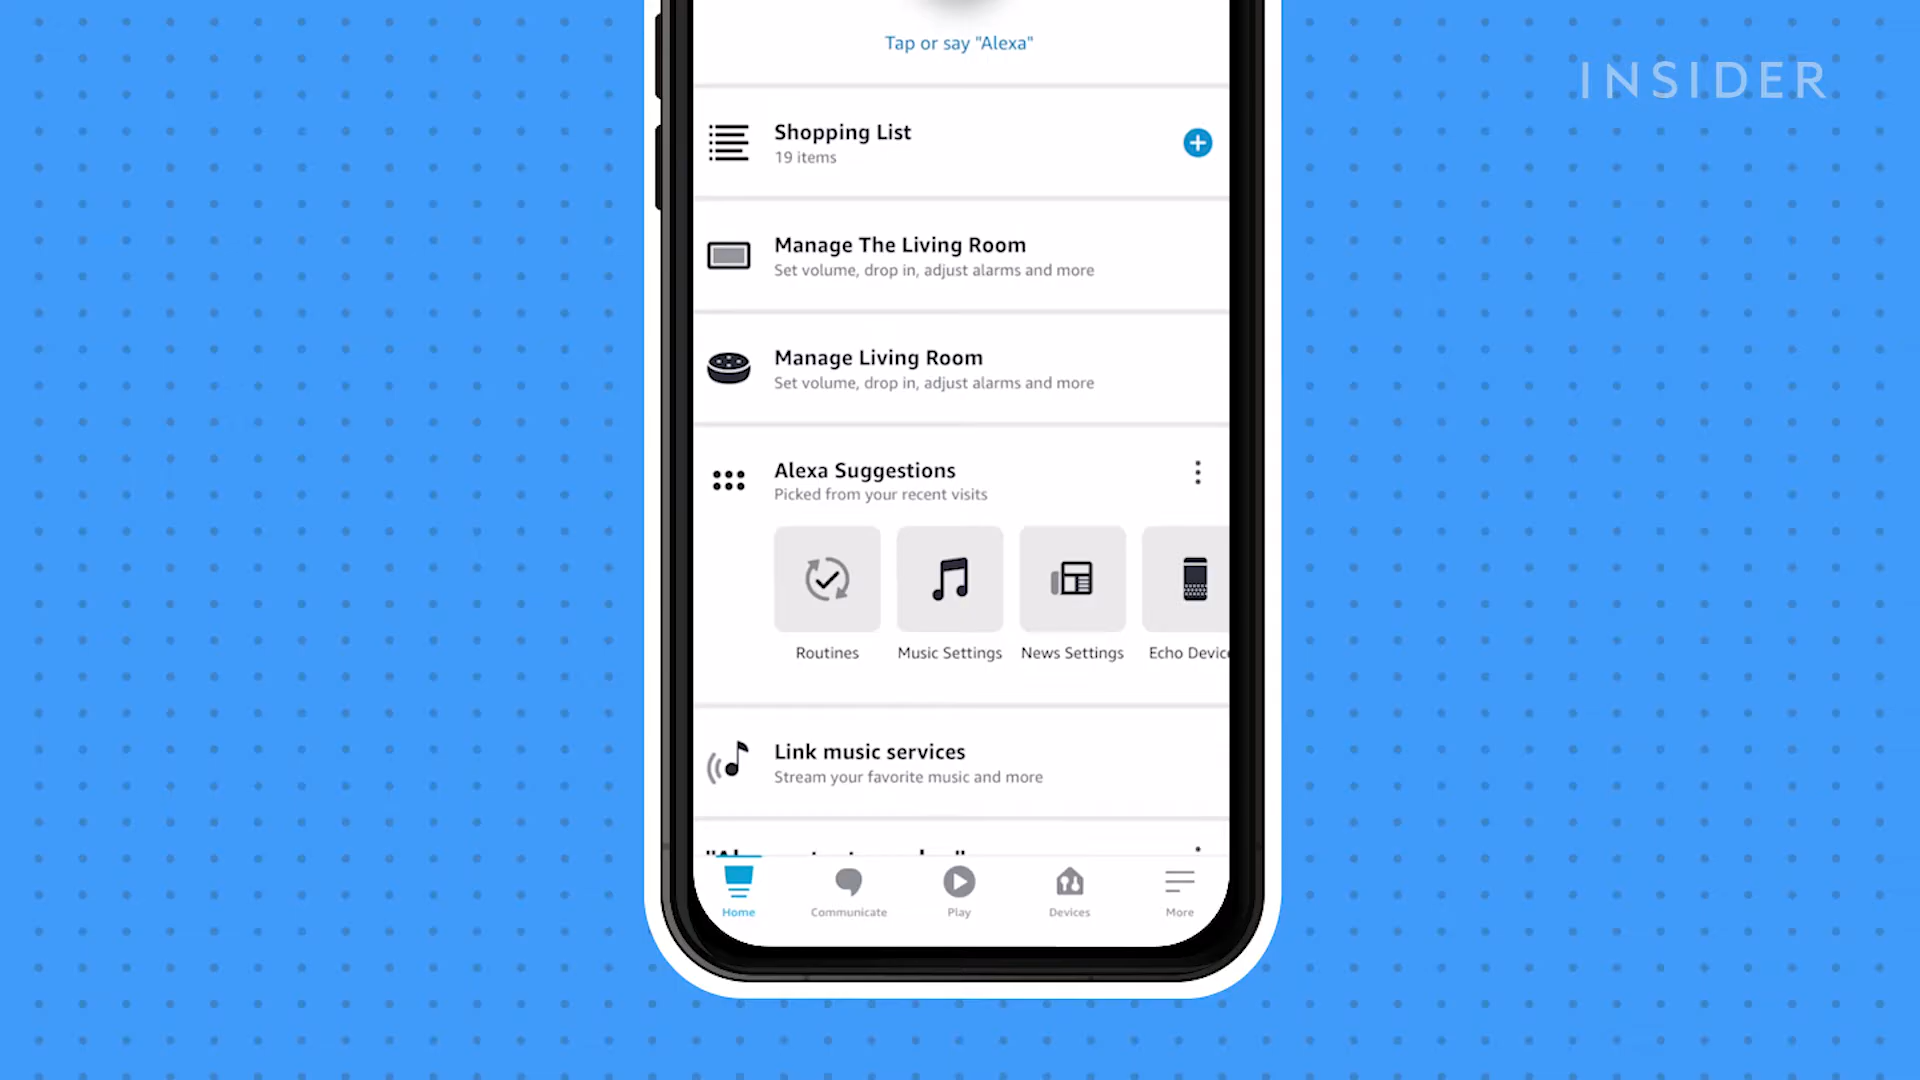 Tap or say "Alexa"
INSIDER
Shopping List
19 items
Manage The Living Room
Set volume, drop in, adjust alarms and more
Manage Living Room
Set volume, drop in, adjust alarms and more
Alexa Suggestions
Picked from your recent visits
Routines
Music Settings
News Settings
Echo Devic
Link music services
Stream your favorite music and more
Home
Communicate
Play
Devices
More